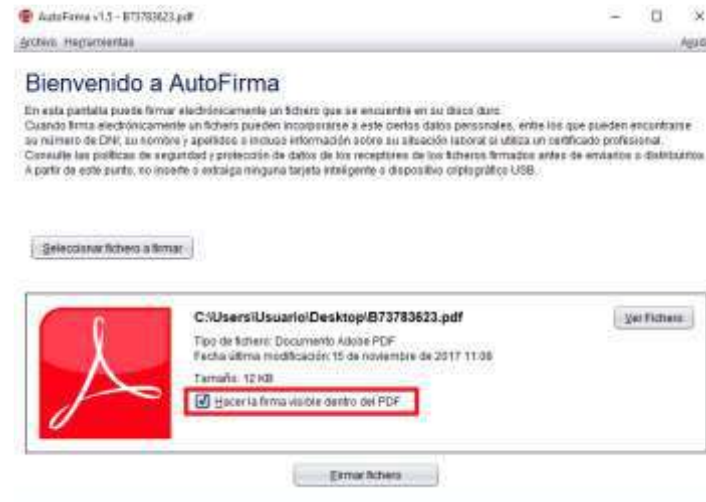 AutoFirma v1.5 - B73783623.pdf
Archivo Herramientas Ayuda
Bienvenido a AutoFirma
En esta pantalla puede firmar electrónicamente un fichero que se encuentre en su disco duro.
Cuando firma electrónicamente un fichero pueden incorporarse a este ciertos datos personales, entre los que pueden encontrarse
su número de DNI, su nombre y apellidos o incluso información sobre su situación laboral si utiliza un certificado profesional.
Consulte las políticas de seguridad y protección de datos de los receptores de los ficheros firmados antes de enviarlos o distribuirlos
A partir de este punto, no inserte o extraiga ninguna tarjeta inteligente o dispositivo criptográfico USB.
Seleccionar fichero a firmar
C:\Users\Usuario\Desktop\B73783623.pdf
Ver Fichero
Tipo de fichero: Documento Adobe PDF
Fecha última modificación: 15 de noviembre de 2017 11:08
Tamaño: 12 KB
Hacer la firma visible dentro del PDF
Firmar fichero